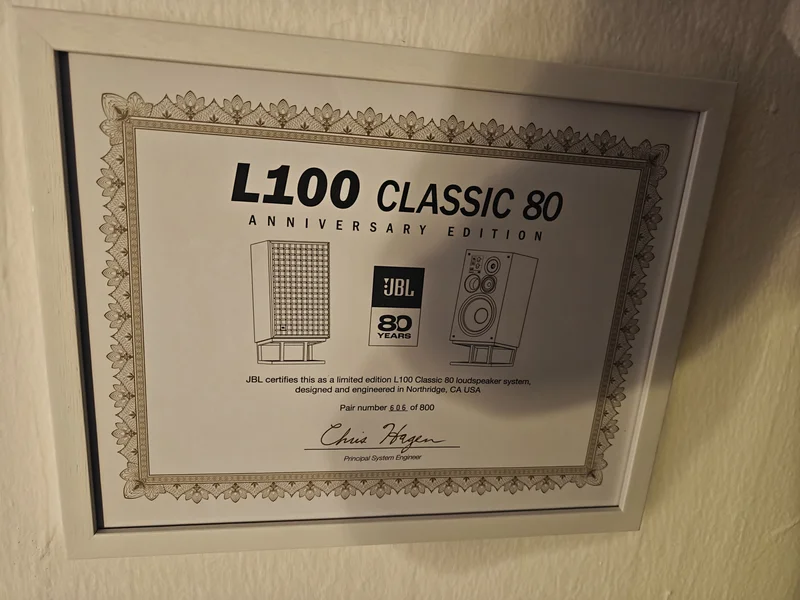 L100 CLASSIC 80
ANNIVERSARY EDITION
JBL
80
YEARS
JBL certifies this as a limited edition L100 Classic 80 loudspeaker system,
designed and engineered in Northridge, CA USA
Pair number 606 of 800
Chris Hagen
Principal System Engineer